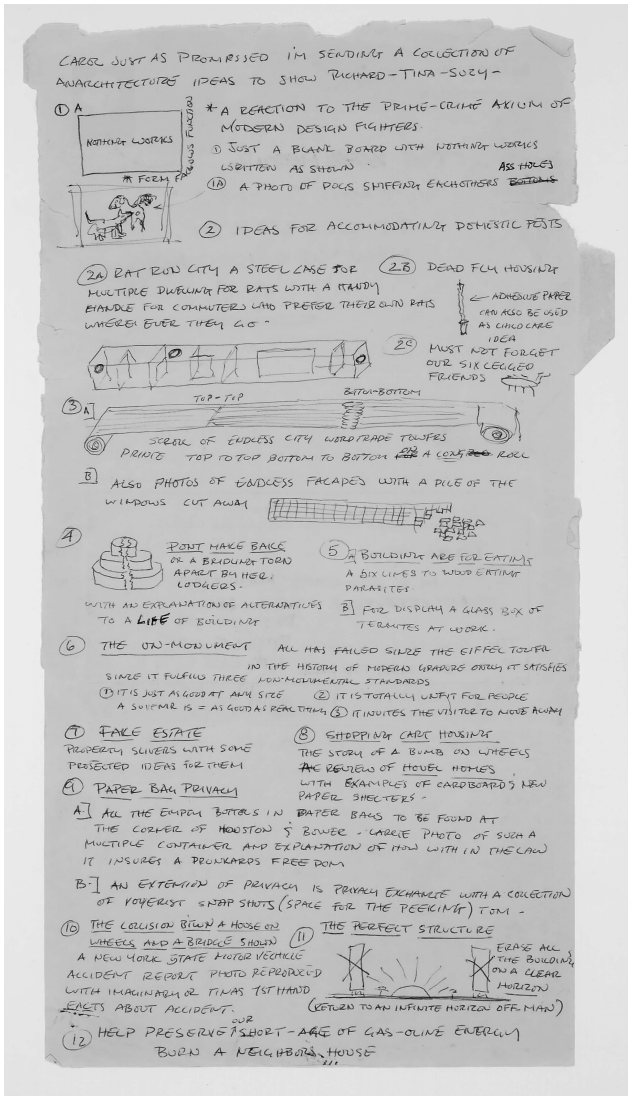 CAROL JUST AS PROMISSED I'M SENDING A COLLECTION OF
ANARCHITECTURE IDEAS TO SHOW RICHARD-TINA-SUZY-
① A
NOTHING WORKS
* FORM FALLOWS FUNCTION
* A REACTION TO THE PRIME-CRIME AXIUM OF
MODERN DESIGN FIGHTERS.
① JUST A BLANK BOARD WITH NOTHING WORKS
WRITTEN AS SHOWN.
1A A PHOTO OF DOGS SNIFFING EACHOTHERS BOTTOMS ASS HOLES
② IDEAS FOR ACCOMMODATING DOMESTIC PESTS
2A RAT RUN CITY A STEEL CASE FOR
MULTIPLE DWELLING FOR RATS WITH A HANDY
HANDLE FOR COMMUTERS WHO PREFER THEIR OWN RATS
WHERE EVER THEY GO -
2B DEAD FLY HOUSING
← ADHESIVE PAPER
CAN ALSO BE USED
AS CHILD CARE
IDEA
2C MUST NOT FORGET
OUR SIX LEGGED
FRIENDS
③ A]
TOP-TOP
BOTTOM-BOTTOM
SCROLL OF ENDLESS CITY WORD TRADE TOWERS
PRINTE TOP TO TOP BOTTOM TO BOTTOM ON A LONG ROLL
B] ALSO PHOTOS OF ENDLESS FACADES WITH A PILE OF THE
WINDOWS CUT AWAY
④ DONT MAKE BAKE
OR A BRIDLING TORN
APART BY HER
LODGERS.
WITH AN EXPLANATION OF ALTERNATIVES
TO A LIFE OF BUILDING
⑤ A] BUILDING ARE FOR EATING
A DIX LINES TO WOOD EATING
PARASITES
B] FOR DISPLAY A GLASS BOX OF
TERMITES AT WORK.
⑥ THE ON-MONUMENT ALL HAS FAILED SINCE THE EIFFEL TOWER
IN THE HISTORY OF MODERN GRADURE ONLY IT SATISFIES
SINCE IT FULFILLS THREE NON-MONUMENTAL STANDARDS
① IT IS JUST AS GOOD AT ANY SIZE ② IT IS TOTALLY UNFIT FOR PEOPLE
A SUVENIR IS = AS GOOD AS REAL THING ③ IT INVITES THE VISITOR TO MOVE AWAY
⑦ FAKE ESTATE
PROPERTY SLIVERS WITH SOME
PROSECTED IDEAS FOR THEM
⑧ SHOPPING CART HOUSING
THE STORY OF A BUMB ON WHEELS
REVIEW OF HOVEL HOMES
WITH EXAMPLES OF CARDBOARD & NEW
PAPER SHELTERS -
⑨ PAPER BAG PRIVACY
A] ALL THE EMPTY BOTTELS IN PAPER BAGS TO BE FOUND AT
THE CORNER OF HOUSTON & BOWER - LARGE PHOTO OF SUCH A
MULTIPLE CONTAINER AND EXPLANATION OF HOW WITH IN THE LAW
IT INSURES A DRUNKARDS FREEDOM
B-] AN EXTENTION OF PRIVACY IS PRIVACY EXCHANGE WITH A COLLECTION
OF VOYERIST SNAP SHOTS (SPACE FOR THE PEEKING) TOM -
⑩ THE COLLISION BTWN A HOUSE ON
WHEELS AND A BRIDGE SHOWN
A NEW YORK STATE MOTOR VECHICLE
ACCIDENT REPORT PHOTO REPRODUCED
WITH IMAGINARY OR TINAS 1ST HAND
FACTS ABOUT ACCIDENT.
⑪ THE PERFECT STRUCTURE
ERASE ALL
THE BUILDING
ON A CLEAR
HORIZON
(RETURN TO AN INFINITE HORIZON OFF MAN)
⑫ HELP PRESERVE OUR SHORT-AGE OF GAS-OLINE ENERGY
BURN A NEIGHBORS HOUSE